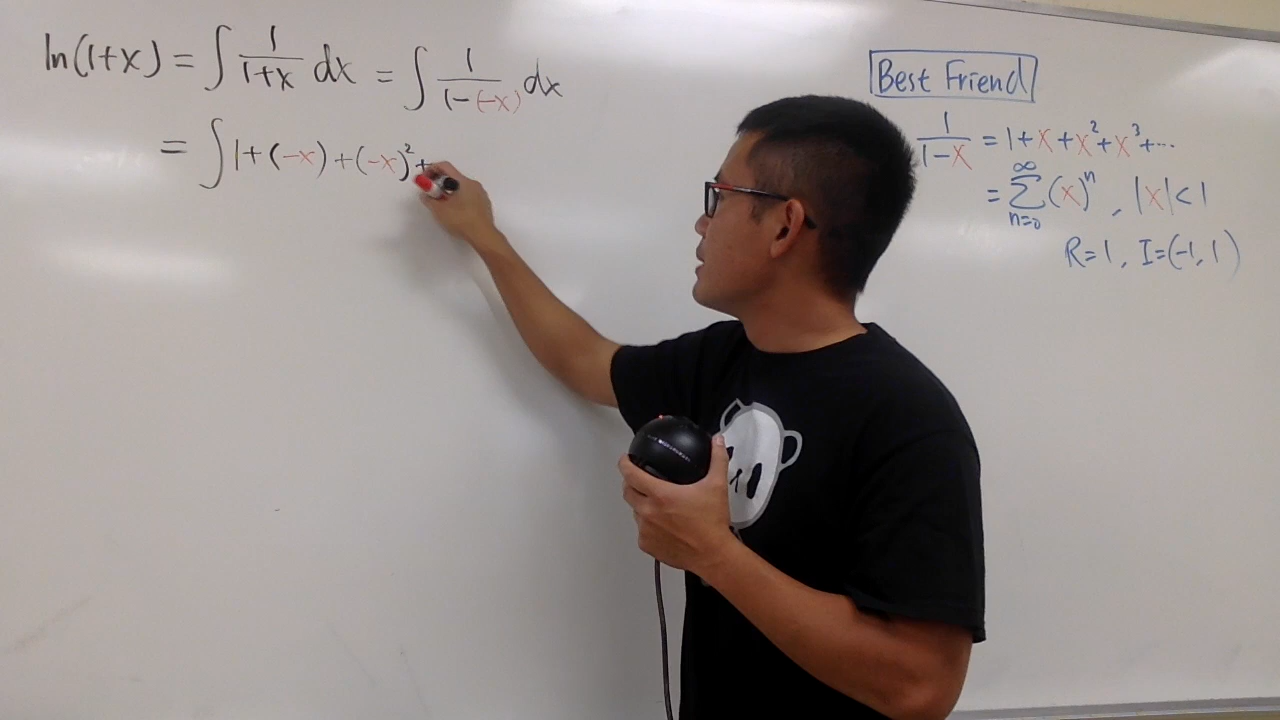 ln(1+x) = ∫ 1/(1+x) dx = ∫ 1/(1-(-x)) dx
= ∫ 1+(-x)+(-x)²+
Best Friend
1/(1-x) = 1+x+x²+x³+...
= ∑_{n=0}^{∞} (x)ⁿ , |x|<1
R=1, I=(-1, 1)